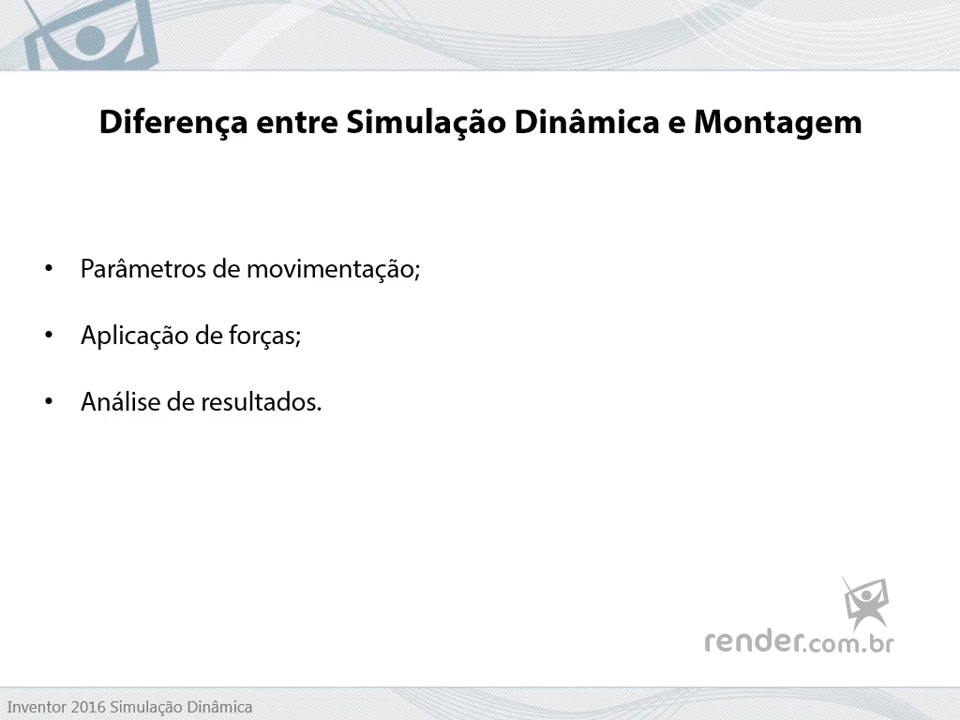 Diferença entre Simulação Dinâmica e Montagem
• Parâmetros de movimentação;
• Aplicação de forças;
• Análise de resultados.
render.com.br
Inventor 2016 Simulação Dinâmica